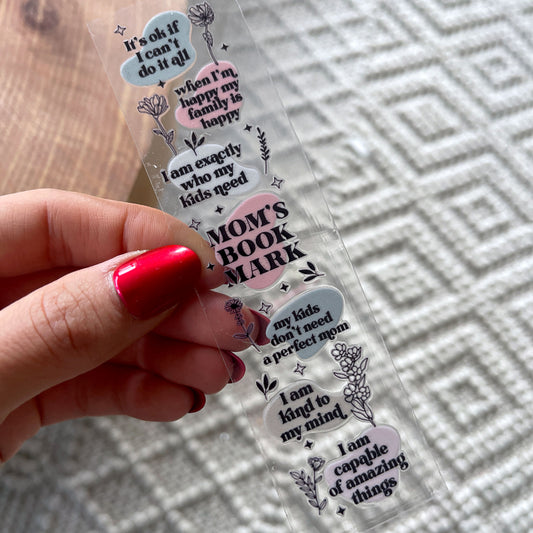 It's ok if
I can't
do it all
when I'm
happy my
family is
happy
I am exactly
who my
kids need
MOM'S
BOOK
MARK
my kids
don't need
a perfect mom
I am
kind to
my mind
I am
capable
of amazing
things